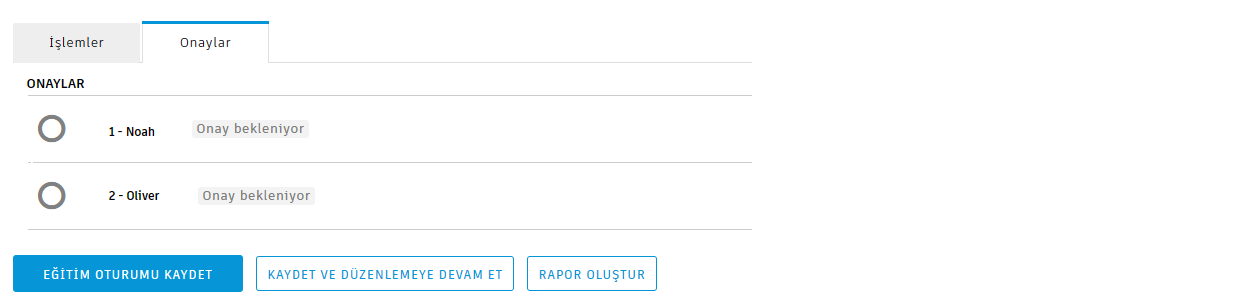 İşlemler Onaylar
ONAYLAR
1 - Noah Onay bekleniyor
2 - Oliver Onay bekleniyor
EĞİTİM OTURUMU KAYDET KAYDET VE DÜZENLEMEYE DEVAM ET RAPOR OLUŞTUR